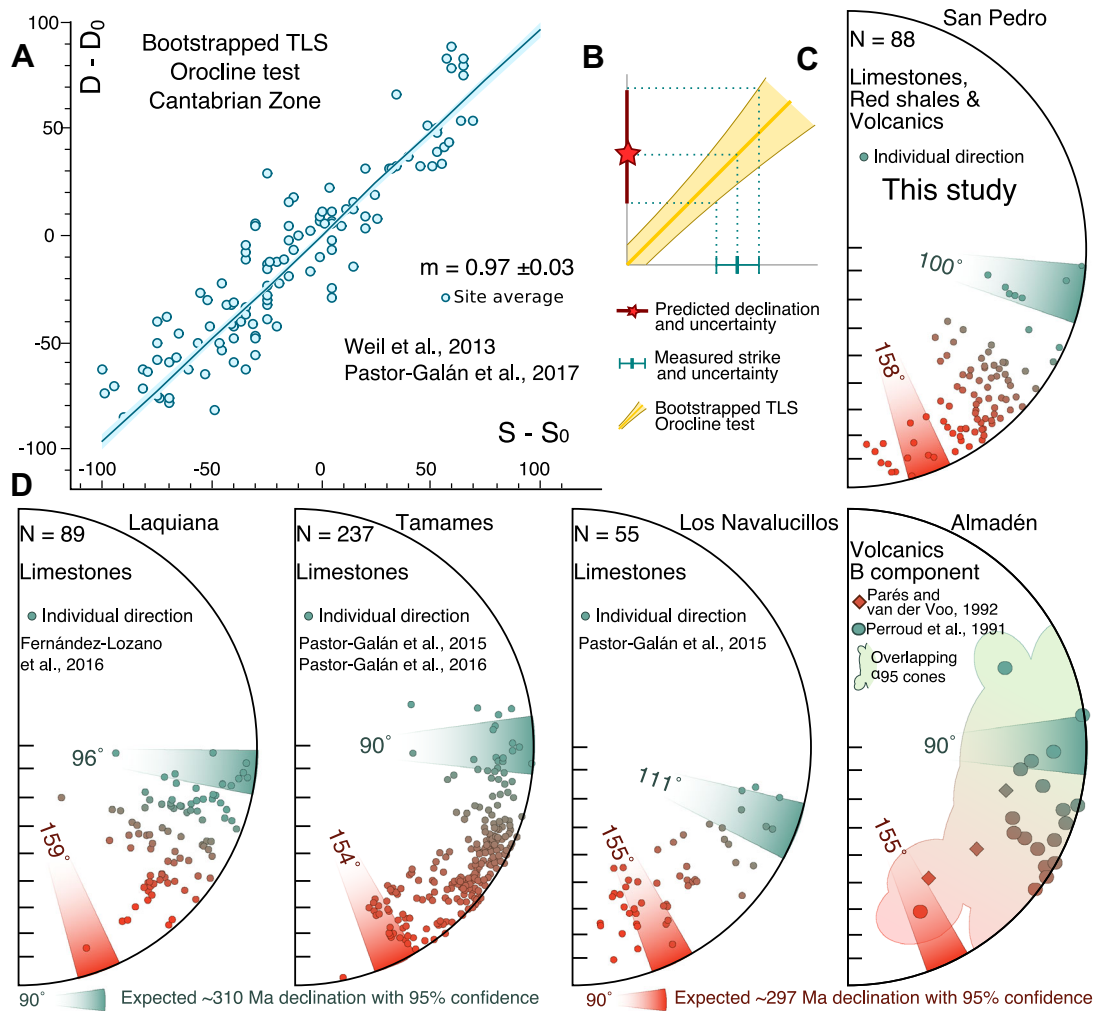 A
Bootstrapped TLS
Orocline test
Cantabrian Zone
D - D0
100
50
0
-50
-100
m = 0.97 ±0.03
Site average
Weil et al., 2013
Pastor-Galán et al., 2017
S - S0
-100
-50
0
50
100
B
Predicted declination
and uncertainty
Measured strike
and uncertainty
Bootstrapped TLS
Orocline test
C
San Pedro
N = 88
Limestones,
Red shales &
Volcanics
Individual direction
This study
100°
158°
D
Laquiana
N = 89
Limestones
Individual direction
Fernández-Lozano
et al., 2016
96°
159°
Tamames
N = 237
Limestones
Individual direction
Pastor-Galán et al., 2015
Pastor-Galán et al., 2016
90°
154°
Los Navalucillos
N = 55
Limestones
Individual direction
Pastor-Galán et al., 2015
111°
155°
Almadén
Volcanics
B component
Parés and
van der Voo, 1992
Perroud et al., 1991
Overlapping
α95 cones
90°
155°
90° Expected ~310 Ma declination with 95% confidence
90° Expected ~297 Ma declination with 95% confidence